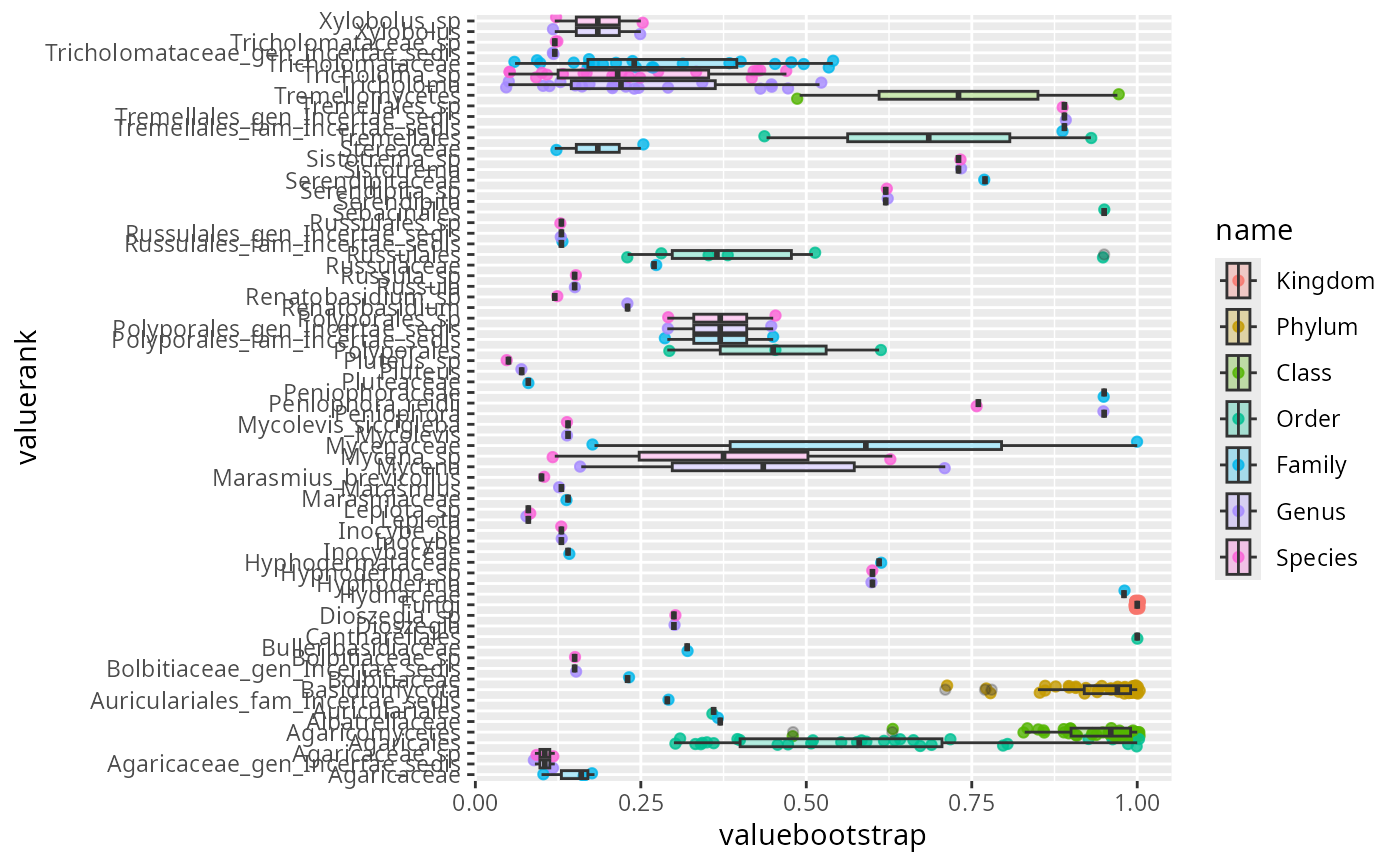 Xylobolus_sp
Xylobolus
Tricholomataceae_sp
Tricholomataceae_gen_Incertae_sedis
Tricholomataceae
Tricholoma_sp
Tricholoma
Tremellomycetes
Tremellales_sp
Tremellales_gen_Incertae_sedis
Tremellales_fam_Incertae_sedis
Tremellales
Stereaceae
Sistotrema_sp
Sistotrema
Serendipitaceae
Serendipita_sp
Serendipita
Sebacinales
Russulales_sp
Russulales_gen_Incertae_sedis
Russulales_fam_Incertae_sedis
Russulales
Russulaceae
Russula_sp
Russula
Renatobasidium_sp
Renatobasidium
Polyporales_sp
Polyporales_gen_Incertae_sedis
Polyporales_fam_Incertae_sedis
Polyporales
Pluteus_sp
Pluteus
Pluteaceae
Peniophoraceae
Peniophora_reidii
Peniophora
Mycolevis_siccigleba
Mycolevis
Mycenaceae
Mycena_sp
Mycena
Marasmius_brevicollus
Marasmius
Marasmiaceae
Lepiota_sp
Lepiota
Inocybe_sp
Inocybe
Inocybaceae
Hyphodermataceae
Hyphoderma_sp
Hyphoderma
Hydnaceae
Fungi
Dioszegia_sp
Dioszegia
Cantharellales
Bulleribasidiaceae
Bolbitiaceae_sp
Bolbitiaceae_gen_Incertae_sedis
Bolbitiaceae
Basidiomycota
Auriculariales_fam_Incertae_sedis
Auriculariales
Albatrellaceae
Agaricomycetes
Agaricales
Agaricaceae_sp
Agaricaceae_gen_Incertae_sedis
Agaricaceae
valuerank
0.00 0.25 0.50 0.75 1.00
valuebootstrap
name
Kingdom
Phylum
Class
Order
Family
Genus
Species